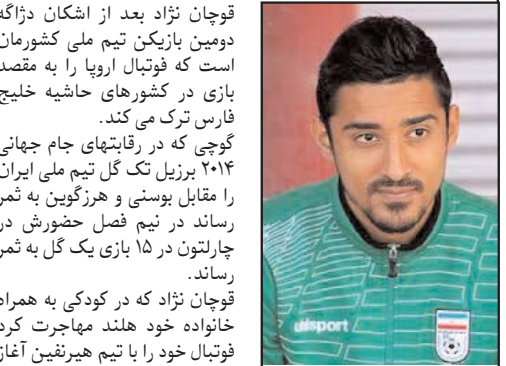 قوچان نژاد بعد از اشکان دژاگه
دومین بازیکن تیم ملی کشورمان
است که فوتبال اروپا را به مقصد
بازی در کشورهای حاشیه خلیج
فارس ترک می کند.
گوچی که در رقابتهای جام جهانی
۲۰۱۴ برزیل تک گل تیم ملی ایران
را مقابل بوسنی و هرزگوین به ثمر
رساند در نیم فصل حضورش در
چارلتون در ۱۵ بازی یک گل به ثمر
رساند.
قوچان نژاد که در کودکی به همراه
خانواده خود هلند مهاجرت کرد
فوتبال خود را با تیم هیرنفین آغاز
uhlsport